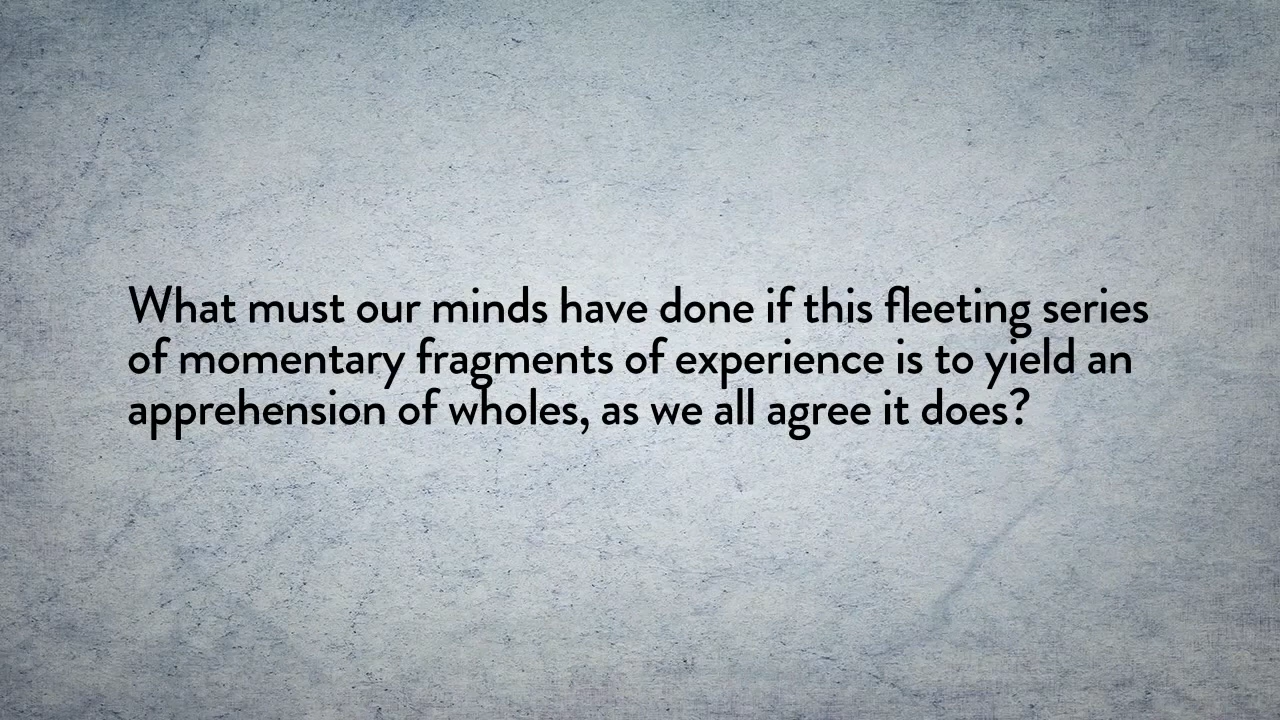 What must our minds have done if this fleeting series
of momentary fragments of experience is to yield an
apprehension of wholes, as we all agree it does?